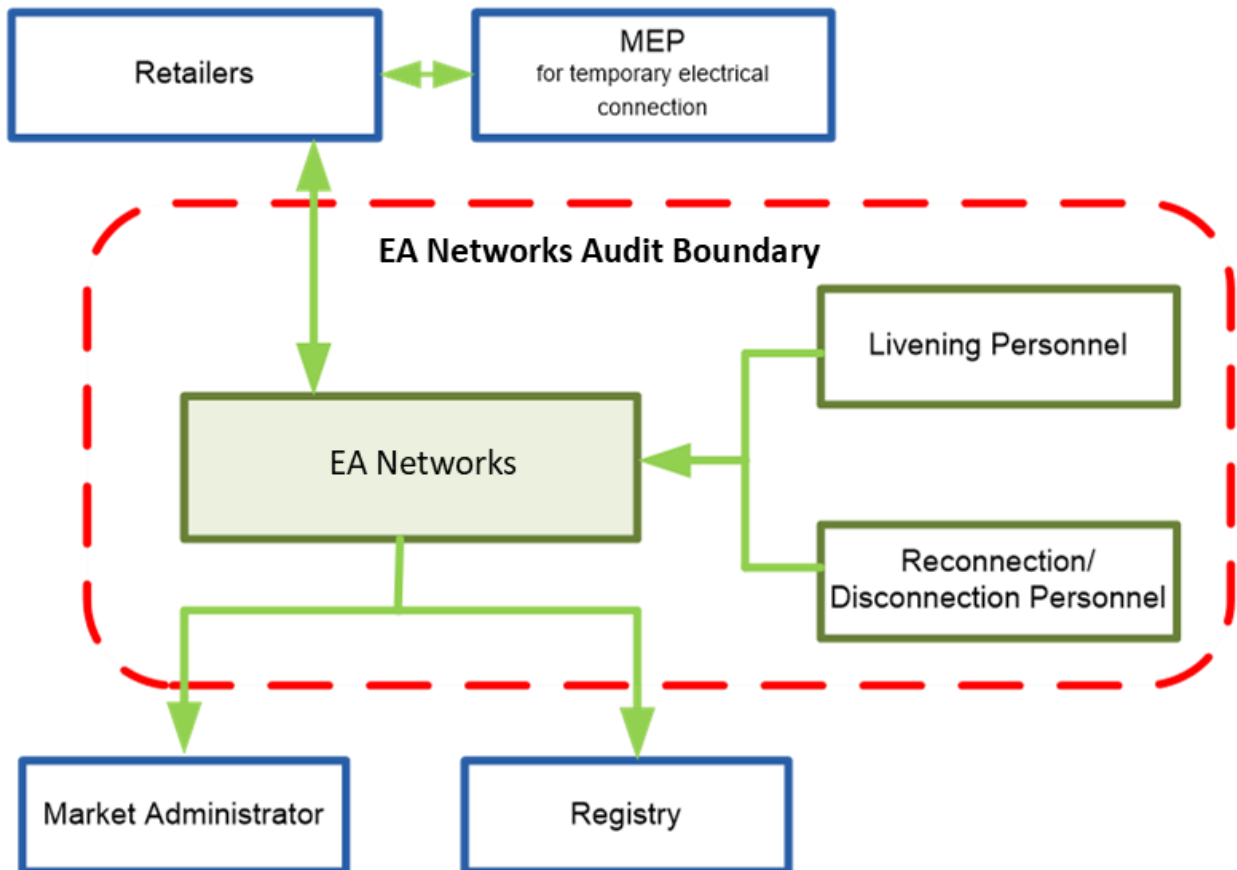 Retailers
MEP
for temporary electrical
connection
EA Networks Audit Boundary
Livening Personnel
EA Networks
Reconnection/
Disconnection Personnel
Market Administrator
Registry